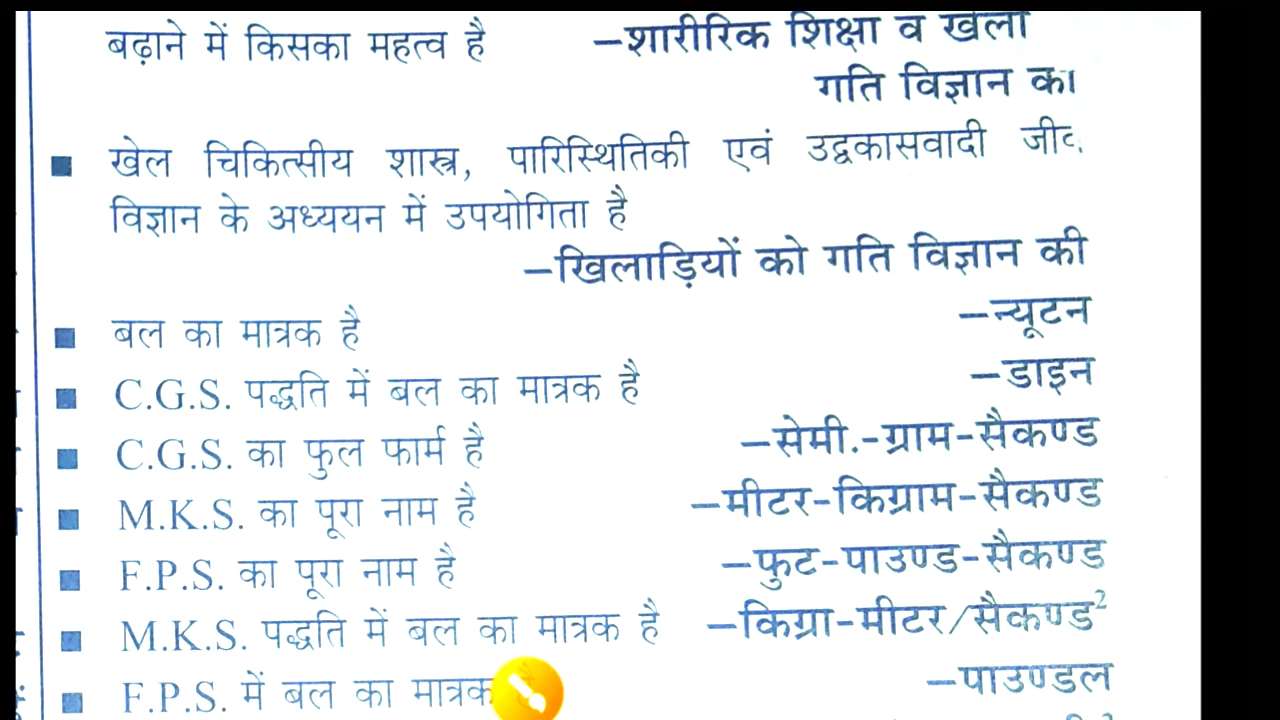 बढ़ाने में किसका महत्व है –शारीरिक शिक्षा व खेलों
गति विज्ञान का
■ खेल चिकित्सीय शास्त्र, पारिस्थितिकी एवं उद्वकासवादी
विज्ञान के अध्ययन में उपयोगिता है
–खिलाड़ियों को गति विज्ञान की
■ बल का मात्रक है –न्यूटन
■ C.G.S. पद्धति में बल का मात्रक है –डाइन
■ C.G.S. का फुल फार्म है –सेमी.-ग्राम-सैकण्ड
■ M.K.S. का पूरा नाम है –मीटर-किग्राम-सैकण्ड
■ F.P.S. का पूरा नाम है –फुट-पाउण्ड-सैकण्ड
■ M.K.S. पद्धति में बल का मात्रक है –किग्रा-मीटर/सैकण्ड²
■ F.P.S. में बल का मात्रक –पाउण्डल